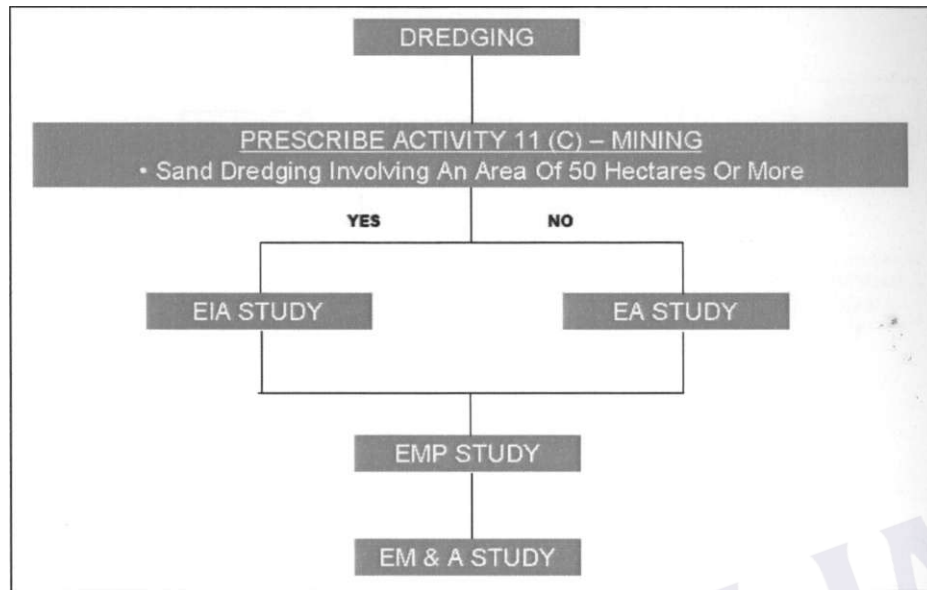 DREDGING
PRESCRIBE ACTIVITY 11 (C) – MINING
• Sand Dredging Involving An Area Of 50 Hectares Or More
YES NO
EIA STUDY EA STUDY
EMP STUDY
EM & A STUDY